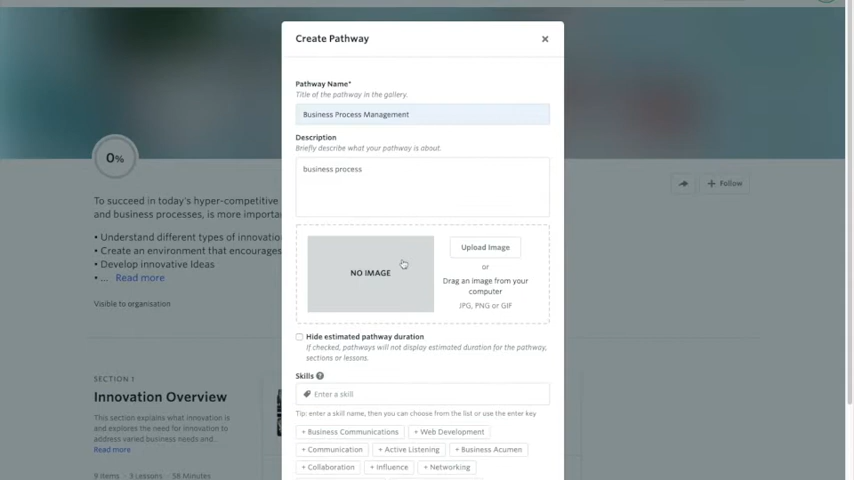 Create Pathway
×
Pathway Name*
Title of the pathway in the gallery.
Business Process Management
Description
Briefly describe what your pathway is about.
business process
NO IMAGE
Upload Image
or
Drag an image from your
computer
JPG, PNG or GIF
Hide estimated pathway duration
If checked, pathways will not display estimated duration for the pathway,
sections or lessons.
Skills ?
Enter a skill
Tip: enter a skill name, then you can choose from the list or use the enter key
+ Business Communications + Web Development
+ Communication + Active Listening + Business Acumen
+ Collaboration + Influence + Networking
0%
To succeed in today's hyper-competitive
and business processes, is more importa
• Understand different types of innovatio
• Create an environment that encourages
• Develop innovative Ideas
• ... Read more
Visible to organisation
+ Follow
SECTION 1
Innovation Overview
This section explains what innovation is
and explores the need for innovation to
address varied business needs and...
Read more
9 items • 3 Lessons • 58 Minutes